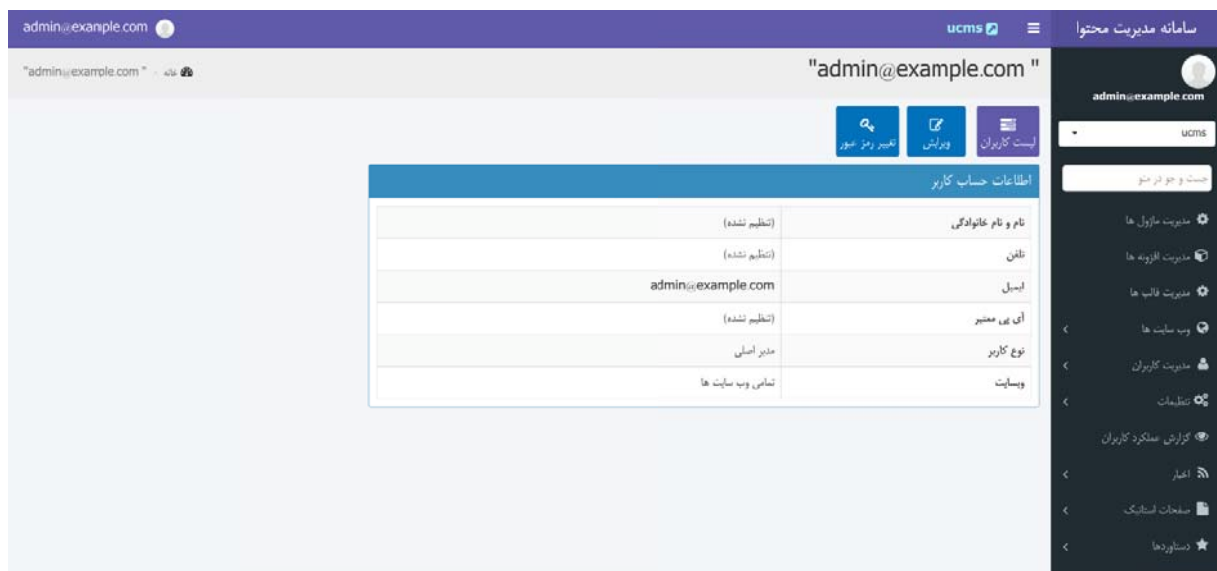 سامانه مدیریت محتوا
ucms
admin@example.com
admin@example.com
ucms
جست و جو در منو
مدیریت ماژول ها
مدیریت افزونه ها
مدیریت قالب ها
وب سایت ها
مدیریت کاربران
تنظیمات
گزارش عملکرد کاربران
اخبار
صفحات استاتیک
دستاوردها
"admin@example.com "
خانه "admin@example.com "
لیست کاربران
ویرایش
تغییر رمز عبور
اطلاعات حساب کاربر
نام و نام خانوادگی (تنظیم نشده)
تلفن (تنظیم نشده)
ایمیل admin@example.com
آی پی معتبر (تنظیم نشده)
نوع کاربر مدیر اصلی
وبسایت تمامی وب سایت ها